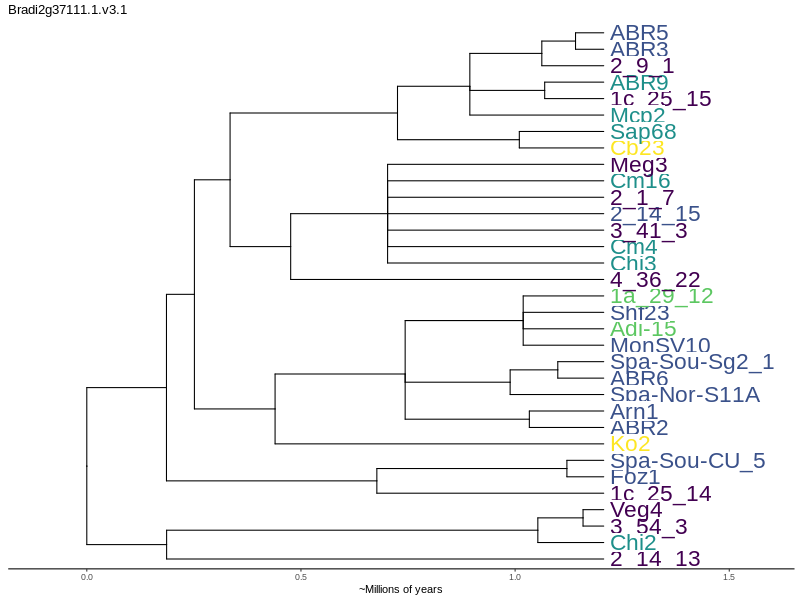 Bradi2g37111.1.v3.1
ABR5
ABR3
2_9_1
ABR9
1c_25_15
Mcp2
Sap68
Cb23
Meg3
Cm16
2_1_7
2_14_15
3_41_3
Cm4
Chi3
4_36_22
1a_29_12
Shi23
Adi-15
MonSV10
Spa-Sou-Sg2_1
ABR6
Spa-Nor-S11A
Arn1
ABR2
Ko2
Spa-Sou-CU_5
Foz1
1c_25_14
Veg4
3_54_3
Chi2
2_14_13
0.0 0.5 1.0 1.5
~Millions of years